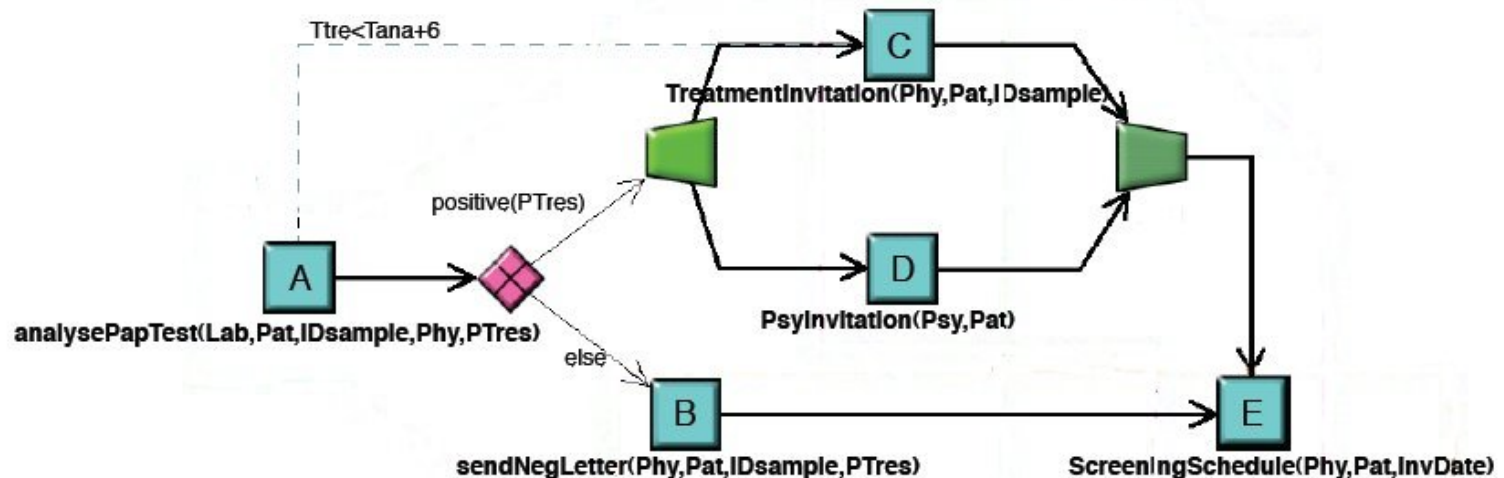 Ttre<Tana+6
C
TreatmentInvitation(Phy,Pat,IDsample)
positive(PTres)
A
D
analysePapTest(Lab,Pat,IDsample,Phy,PTres)
PsyInvitation(Psy,Pat)
else
B
E
sendNegLetter(Phy,Pat,IDsample,PTres)
ScreeningSchedule(Phy,Pat,InvDate)